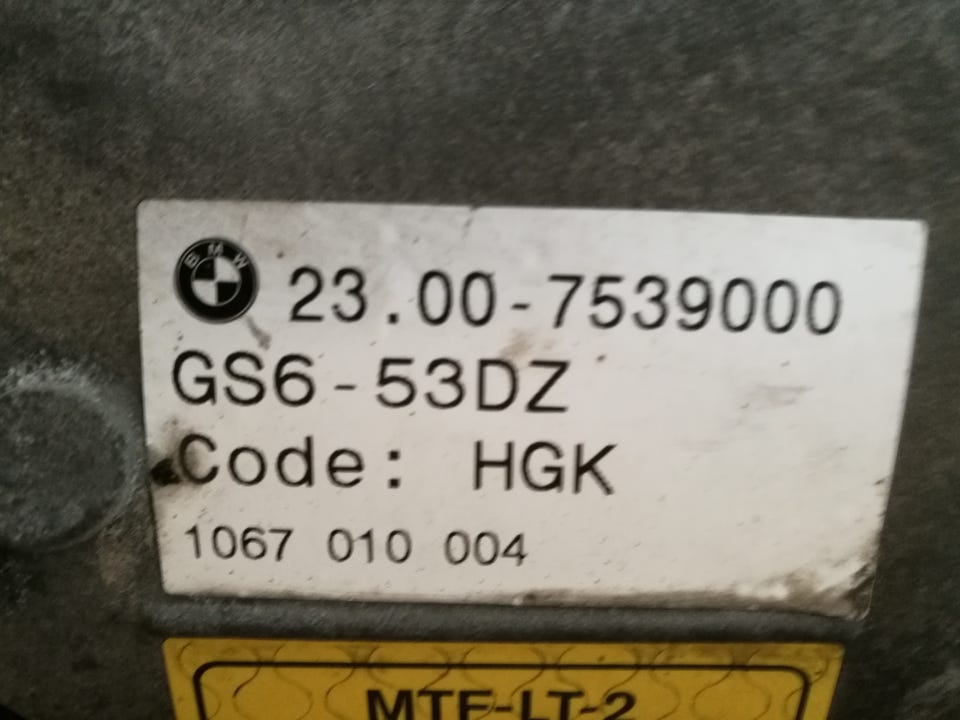 BMW
23.00-7539000
GS6-53DZ
Code: HGK
1067 010 004
MTF-LT-2